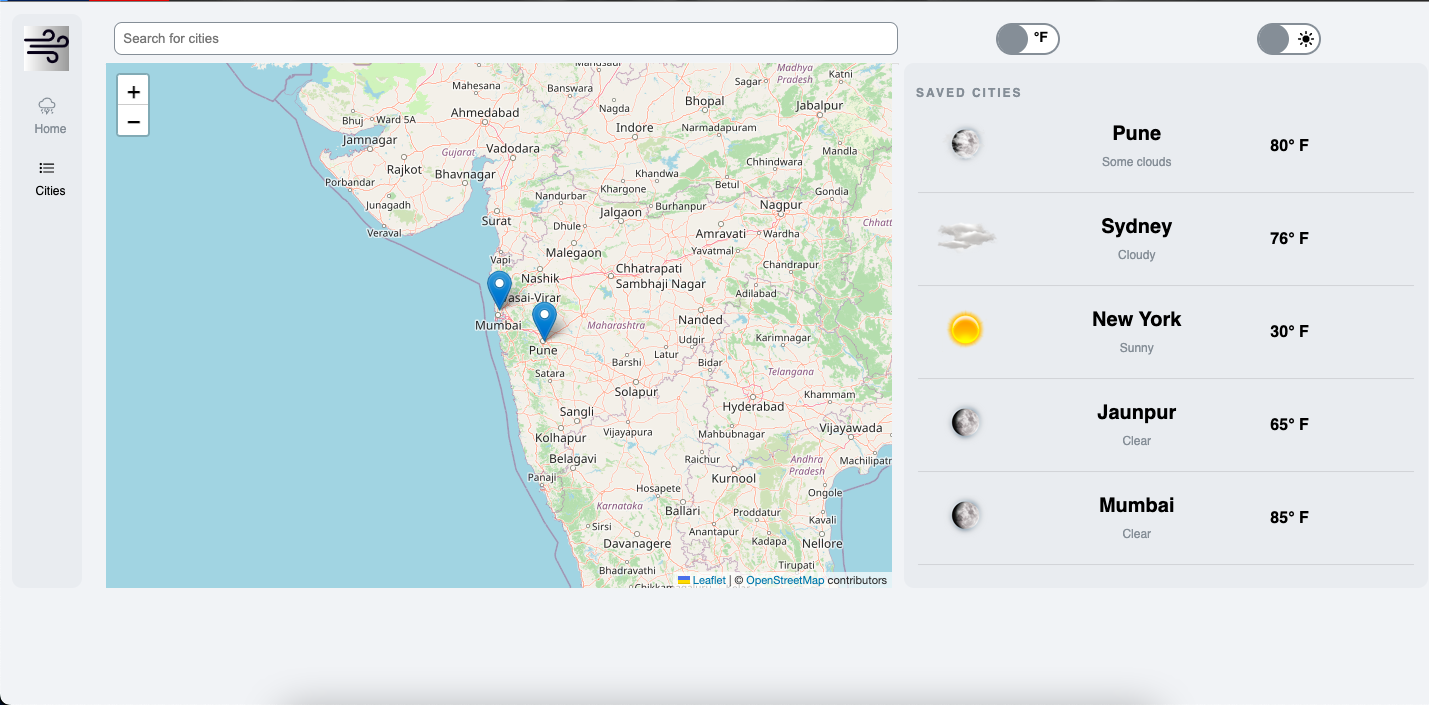 Search for cities
°F
Home
Cities
+
−
SAVED CITIES
Pune
Some clouds
80° F
Sydney
Cloudy
76° F
New York
Sunny
30° F
Jaunpur
Clear
65° F
Mumbai
Clear
85° F
Madhya
Pradesh
Katni
Sagar
Mahesana
Banswara
Bhopal
Jabalpur
Bhuj
Ward 5A
Ahmedabad
Nagda
Indore
Narmadapuram
Jamnagar
Gujarat
Vadodara
Mandla
Rajkot
Bhavnagar
Khandwa
Chhindwara
Porbandar
Khargone
Betul
Gondia
Junagadh
Nandurbar
Burhanpur
Nagpur
Surat
Jalgaon
Chhatt
Veraval
Dhule
Amravati
Wardha
Malegaon
Yavatmal
Vapi
Chhatrapati
Sambhaji Nagar
Chandrapur
Nashik
Vasai-Virar
Adilabad
Mumbai
Maharashtra
Nanded
Udgir
Karimnagar
Pune
Latur
Barshi
Bidar
Satara
Telangana
Solapur
Khammam
Hyderabad
Sangli
Vijayapura
Mahbubnagar
Vijayawada
Kolhapur
Belagavi
Raichur
Andhra
Pradesh
Machilipatr
Panaji
Kurnool
Hosapete
Ongole
Karnataka
Ballari
Proddatur
Kavali
Sirsi
Anantapur
Davanagere
Kadapa
Nellore
Bhadravathi
Tirupati
Leaflet | © OpenStreetMap contributors